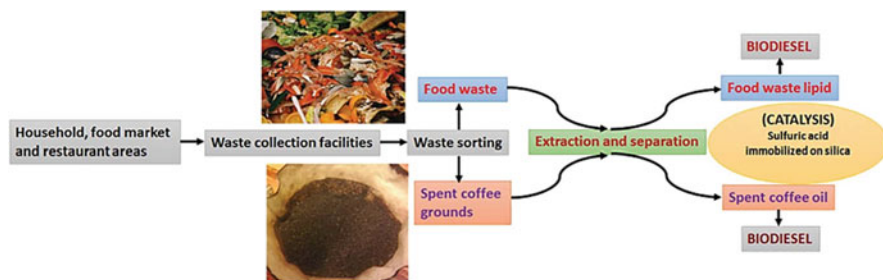 Household, food market
and restaurant areas
Waste collection facilities
Waste sorting
Food waste
Spent coffee
grounds
Extraction and separation
BIODIESEL
Food waste lipid
(CATALYSIS)
Sulfuric acid
immobilized on silica
Spent coffee oil
BIODIESEL